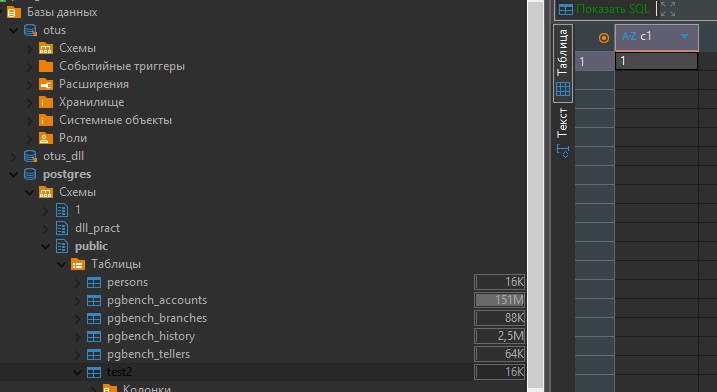 Базы данных
otus
Схемы
Событийные триггеры
Расширения
Хранилище
Системные объекты
Роли
otus_dll
postgres
Схемы
1
dll_pract
public
Таблицы
persons 16K
pgbench_accounts 151M
pgbench_branches 88K
pgbench_history 2,5M
pgbench_tellers 64K
test2 16K
Колонки
Показать SQL
Таблица
Текст
A-Z c1
1 1